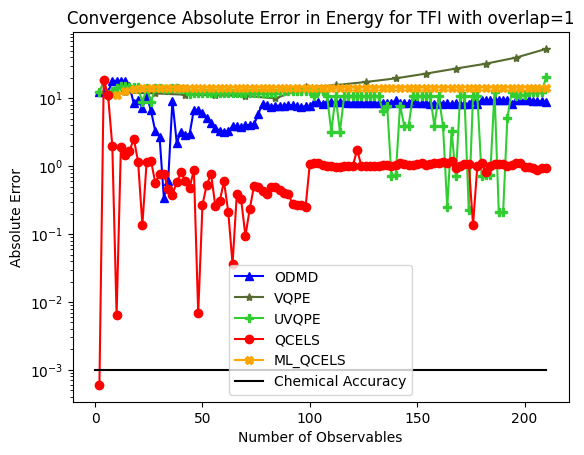 Convergence Absolute Error in Energy for TFI with overlap=1
Absolute Error
10¹
10⁰
10⁻¹
10⁻²
10⁻³
ODMD
VQPE
UVQPE
QCELS
ML_QCELS
Chemical Accuracy
0 50 100 150 200
Number of Observables